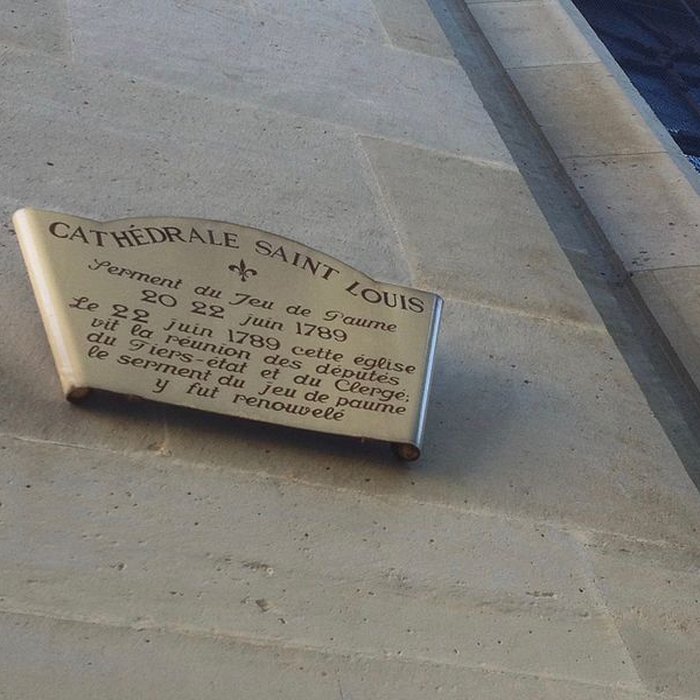 CATHÉDRALE SAINT LOUIS
Serment du Jeu de Paume
20 22 juin 1789
Le 22 juin 1789 cette église
vit la réunion des députés
du Tiers-état et du Clergé;
le serment du jeu de paume
y fut renouvelé